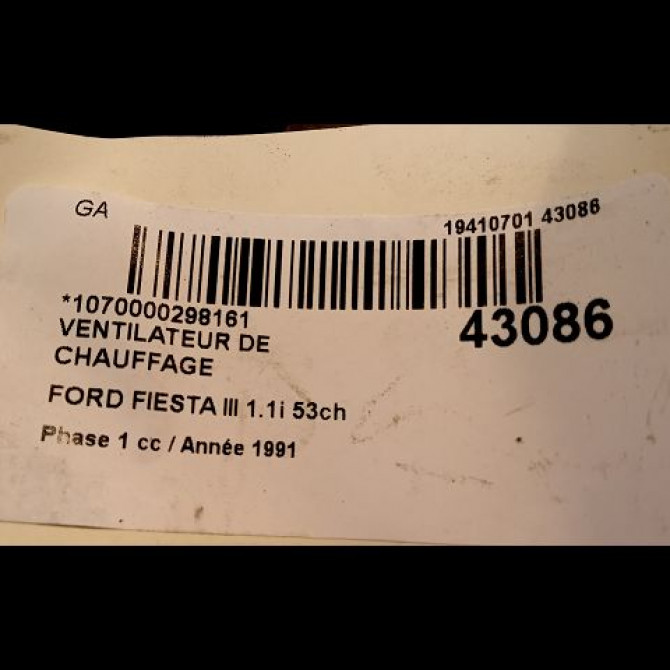 GA
19410701 43086
*1070000298161
43086
VENTILATEUR DE
CHAUFFAGE
FORD FIESTA III 1.1i 53ch
Phase 1 cc / Année 1991